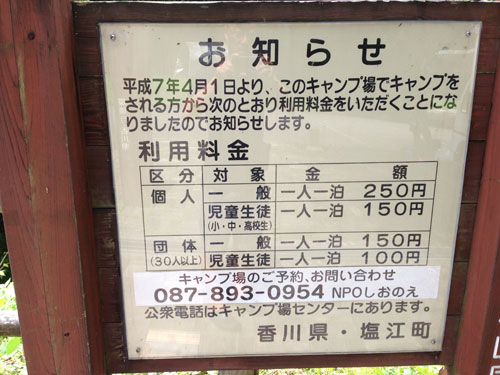 お知らせ
平成7年4月1日より、このキャンプ場でキャンプを
される方から次のとおり利用料金をいただくことにな
りましたのでお知らせします。
利用料金
区分 対象 金額
個人 一般 一人一泊 250円
児童生徒 一人一泊 150円
(小・中・高校生)
団体 一般 一人一泊 150円
(30人以上) 児童生徒 一人一泊 100円
キャンプ場のご予約、お問い合わせ
087-893-0954 NPOしおのえ
公衆電話はキャンプ場センターにあります。
香川県・塩江町